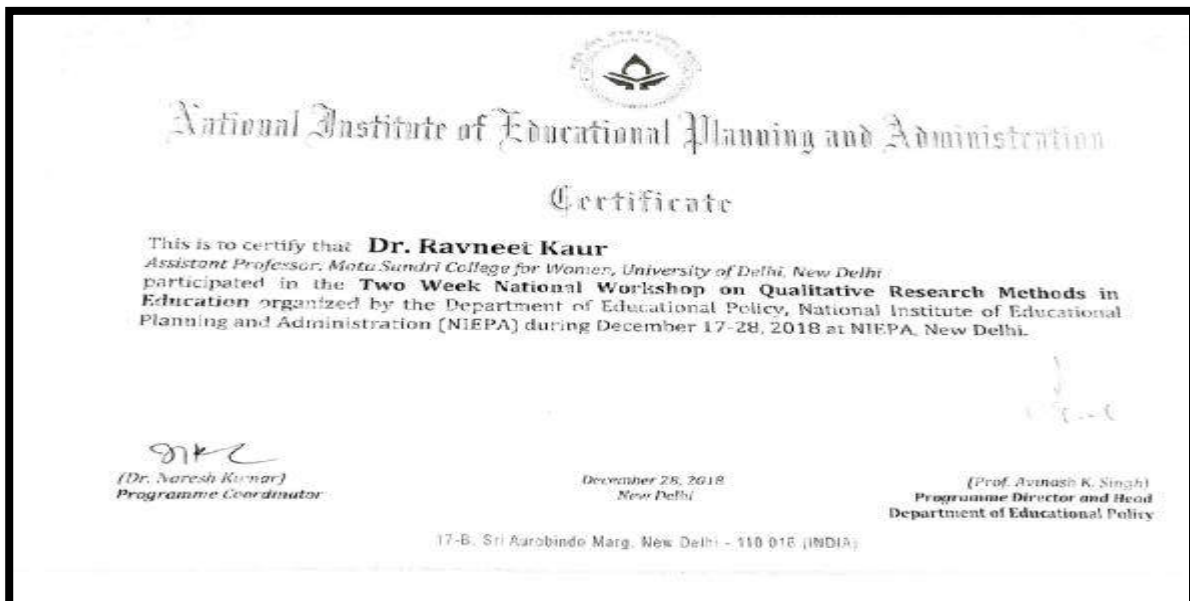 National Institute of Educational Planning and Administration
Certificate
This is to certify that Dr. Ravneet Kaur
Assistant Professor, Mata Sundri College for Women, University of Delhi, New Delhi
participated in the Two Week National Workshop on Qualitative Research Methods in
Education organized by the Department of Educational Policy, National Institute of Educational
Planning and Administration (NIEPA) during December 17-28, 2018 at NIEPA, New Delhi.
(Dr. Naresh Kumar)
Programme Coordinator
December 28, 2018
New Delhi
(Prof. Avinash K. Singh)
Programme Director and Head
Department of Educational Policy
17-B, Sri Aurobindo Marg, New Delhi - 110 016 (INDIA)